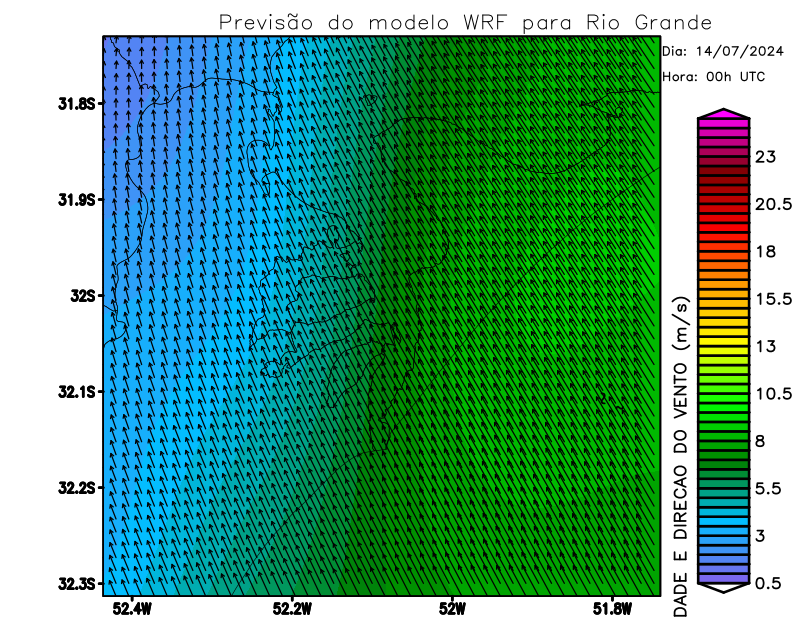 Previsão do modelo WRF para Rio Grande
Dia: 14/07/2024
Hora: 00h UTC
31.8S
31.9S
32S
32.1S
32.2S
32.3S
52.4W
52.2W
52W
51.8W
23
20.5
18
15.5
13
10.5
8
5.5
3
0.5
DADE E DIRECAO DO VENTO (m/s)